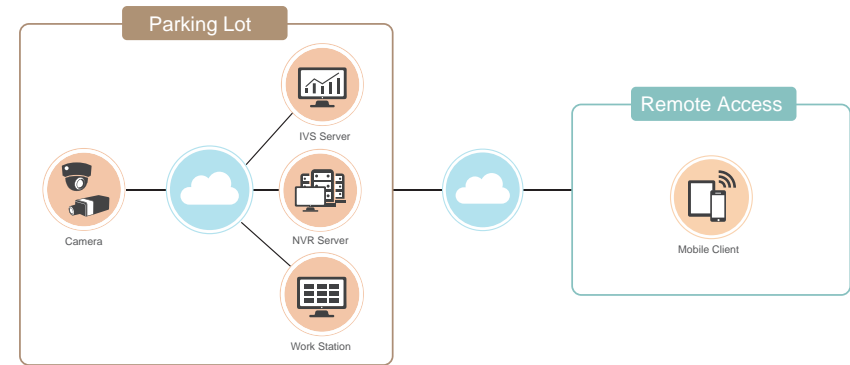 Parking Lot
IVS Server
Remote Access
Camera
NVR Server
Mobile Client
Work Station